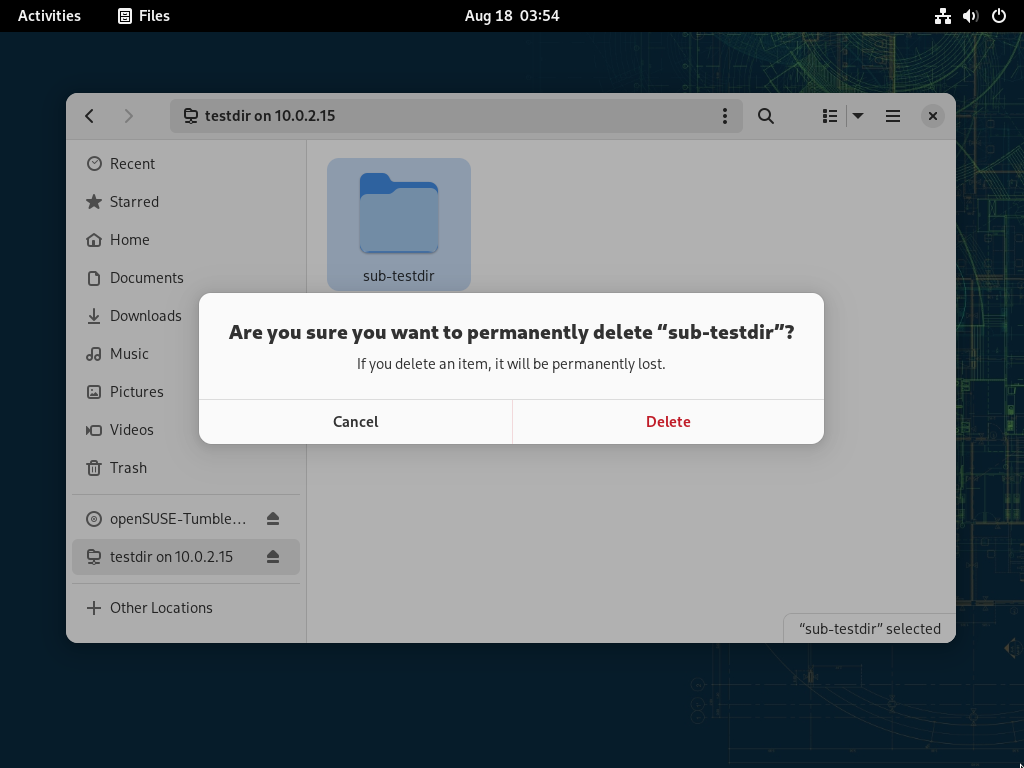 Activities
Files
Aug 18 03:54
testdir on 10.0.2.15
Recent
Starred
Home
Documents
Downloads
Music
Pictures
Videos
Trash
openSUSE-Tumble…
testdir on 10.0.2.15
Other Locations
sub-testdir
Are you sure you want to permanently delete “sub-testdir”?
If you delete an item, it will be permanently lost.
Cancel
Delete
“sub-testdir” selected